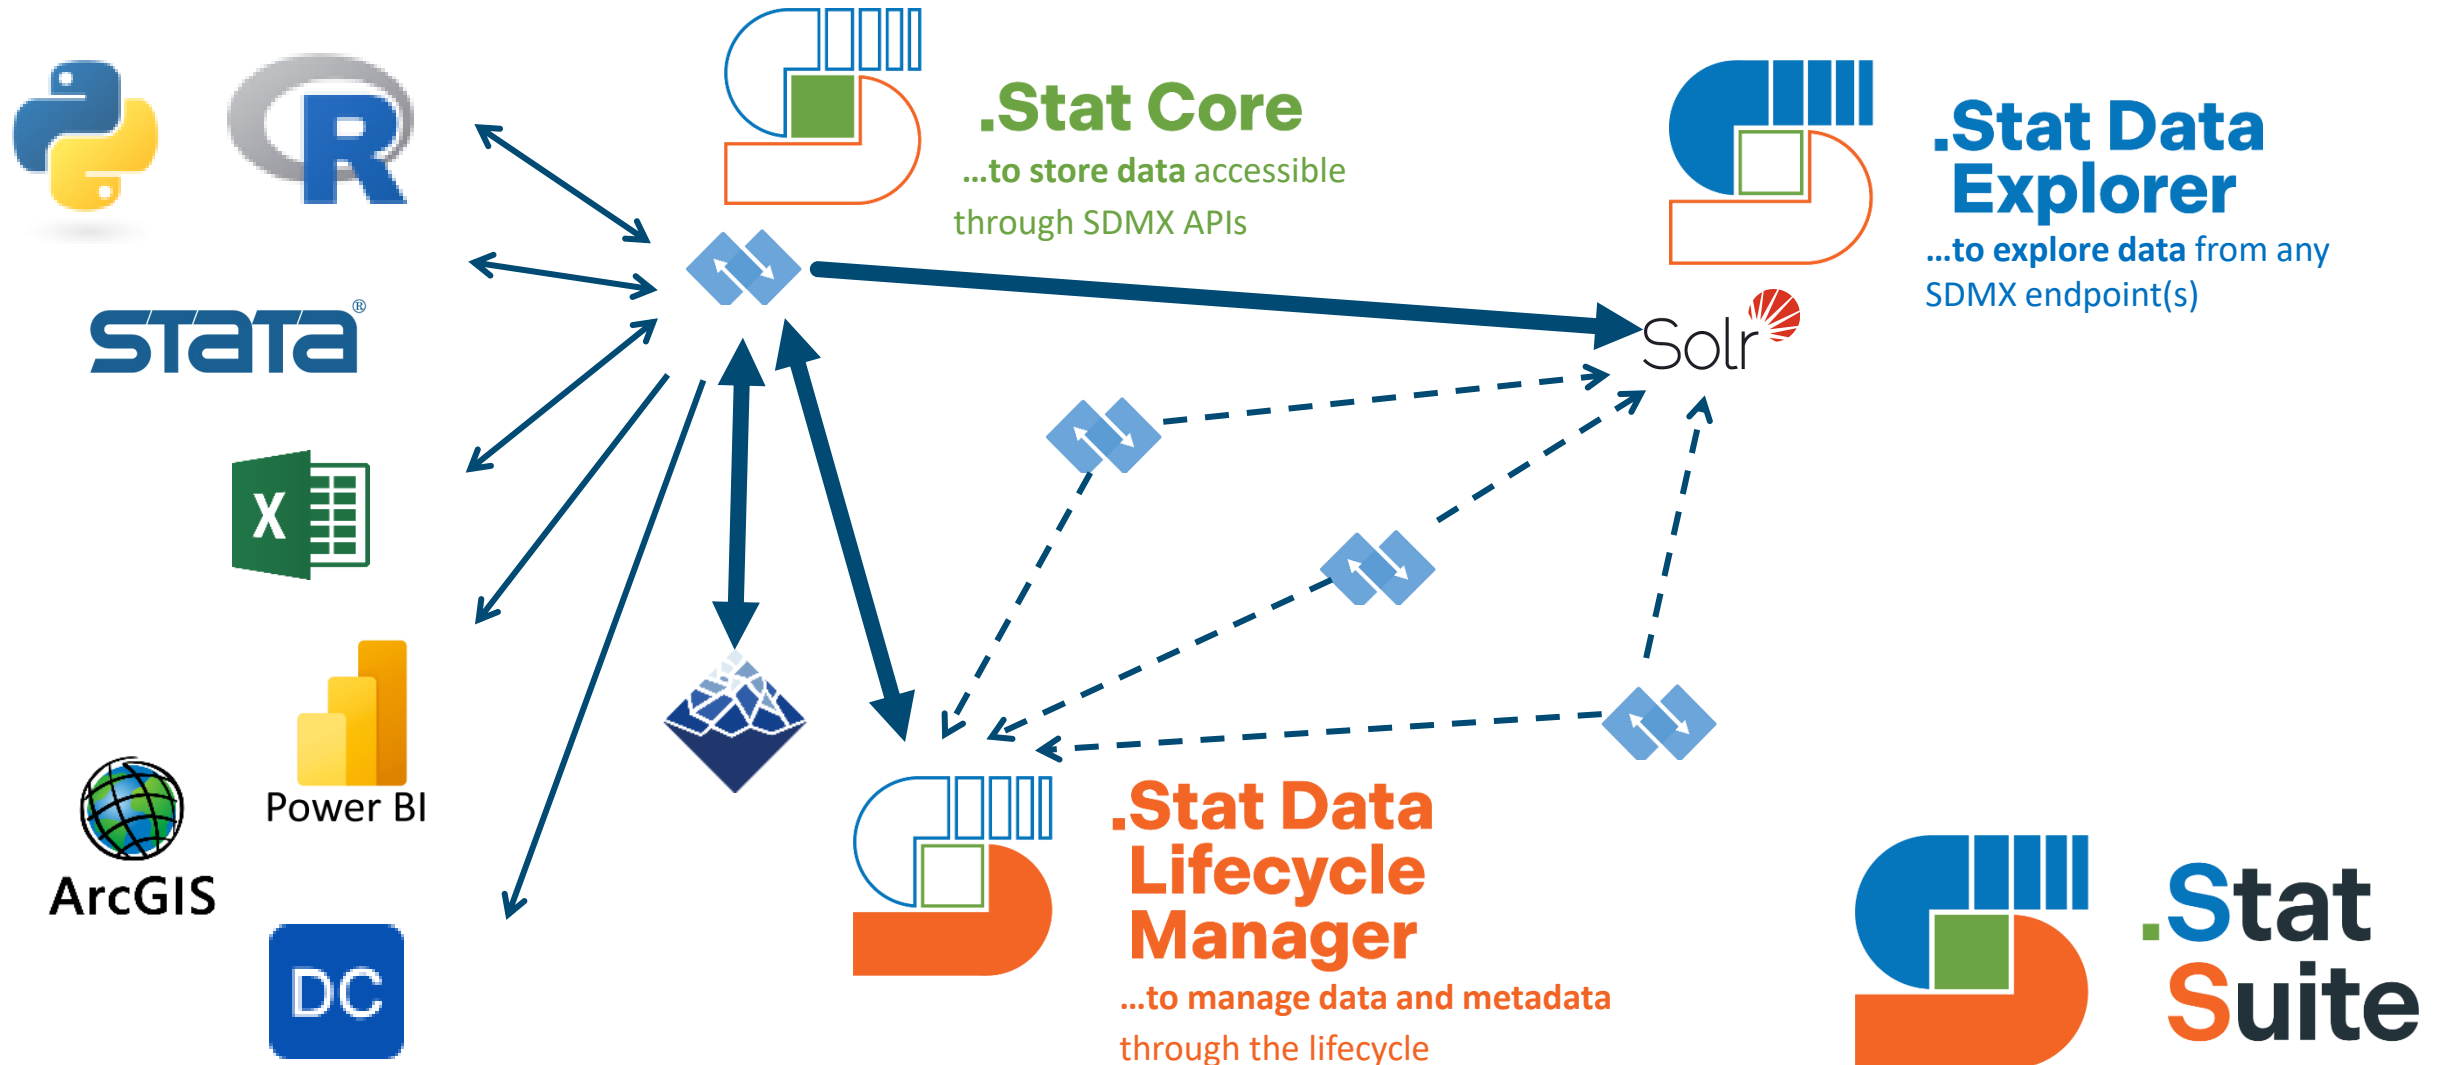 .Stat Core
...to store data accessible
through SDMX APIs
.Stat Data
Explorer
...to explore data from any
SDMX endpoint(s)
Solr
R
STATA®
X
Power BI
ArcGIS
DC
.Stat Data
Lifecycle
Manager
...to manage data and metadata
through the lifecycle
.Stat
Suite